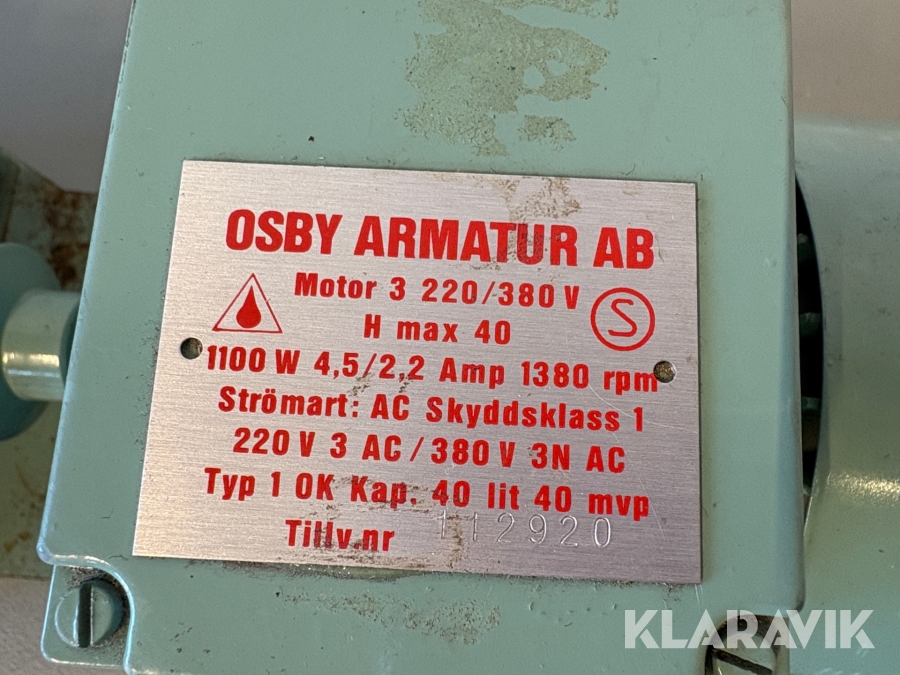 OSBY ARMATUR AB
Motor 3 220/380 V
S
H max 40
1100 W 4,5/2,2 Amp 1380 rpm
Strömart: AC Skyddsklass 1
220 V 3 AC / 380 V 3N AC
Typ 1 OK Kap. 40 lit 40 mvp
Tillv.nr 112920
KLARAVIK